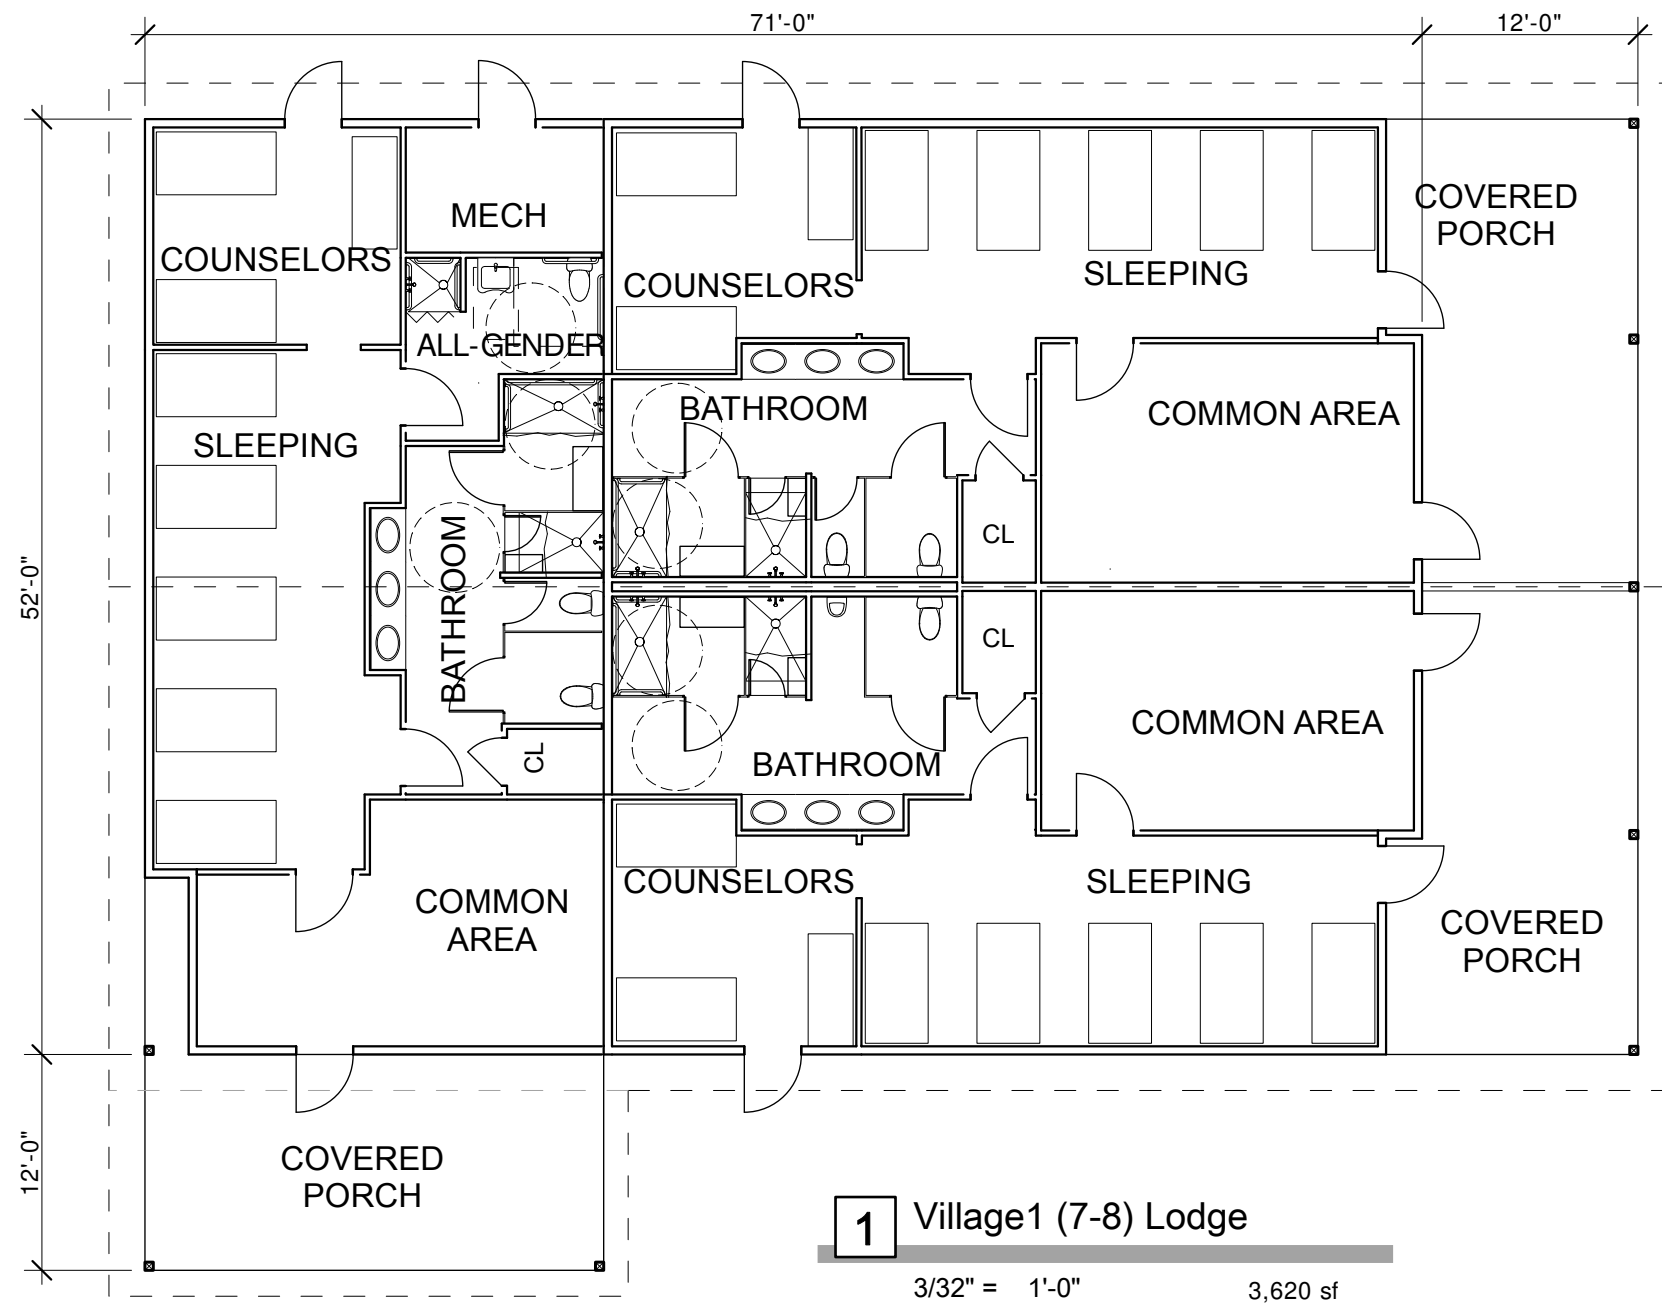 71'-0"
12'-0"
MECH
COUNSELORS
COUNSELORS
SLEEPING
COVERED
PORCH
ALL-GENDER
SLEEPING
BATHROOM
COMMON AREA
52'-0"
BATHROOM
CL
CL
CL
BATHROOM
COMMON AREA
COMMON
AREA
COUNSELORS
SLEEPING
COVERED
PORCH
12'-0"
COVERED
PORCH
1 Village1 (7-8) Lodge
3/32" = 1'-0" 3,620 sf